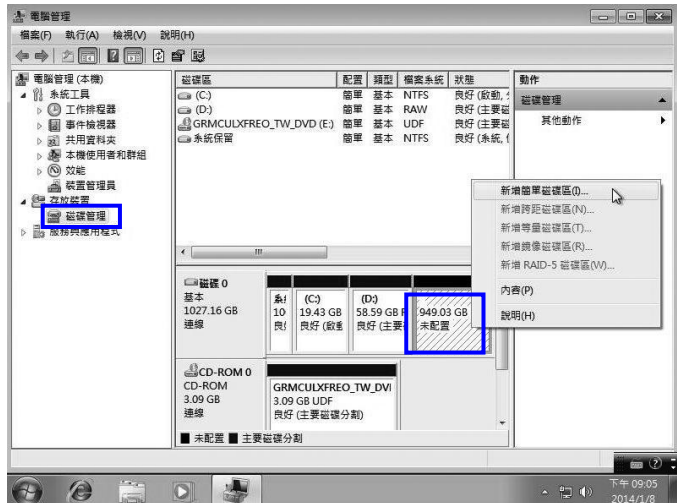 電腦管理
檔案(F) 執行(A) 檢視(V) 說明(H)
電腦管理 (本機)
系統工具
工作排程器
事件檢視器
共用資料夾
本機使用者和群組
效能
裝置管理員
存放裝置
磁碟管理
服務與應用程式
磁碟區 配置 類型 檔案系統 狀態
(C:) 簡單 基本 NTFS 良好 (啟動,
(D:) 簡單 基本 RAW 良好 (主要磁
GRMCULXFREO_TW_DVD (E:) 簡單 基本 UDF 良好 (主要磁
系統保留 簡單 基本 NTFS 良好 (系統,
動作
磁碟管理
其他動作
新增簡單磁碟區(I)...
新增跨距磁碟區(N)...
新增等量磁碟區(T)...
新增鏡像磁碟區(R)...
新增 RAID-5 磁碟區(W)...
內容(P)
說明(H)
磁碟 0
基本
1027.16 GB
連線
10
(C:)
19.43 GB
良好 (啟動
(D:)
58.59 GB
良好 (主要
949.03 GB
未配置
CD-ROM 0
CD-ROM
3.09 GB
連線
GRMCULXFREO_TW_DVI
3.09 GB UDF
良好 (主要磁碟分割)
未配置 主要磁碟分割
下午 09:05
2014/1/8